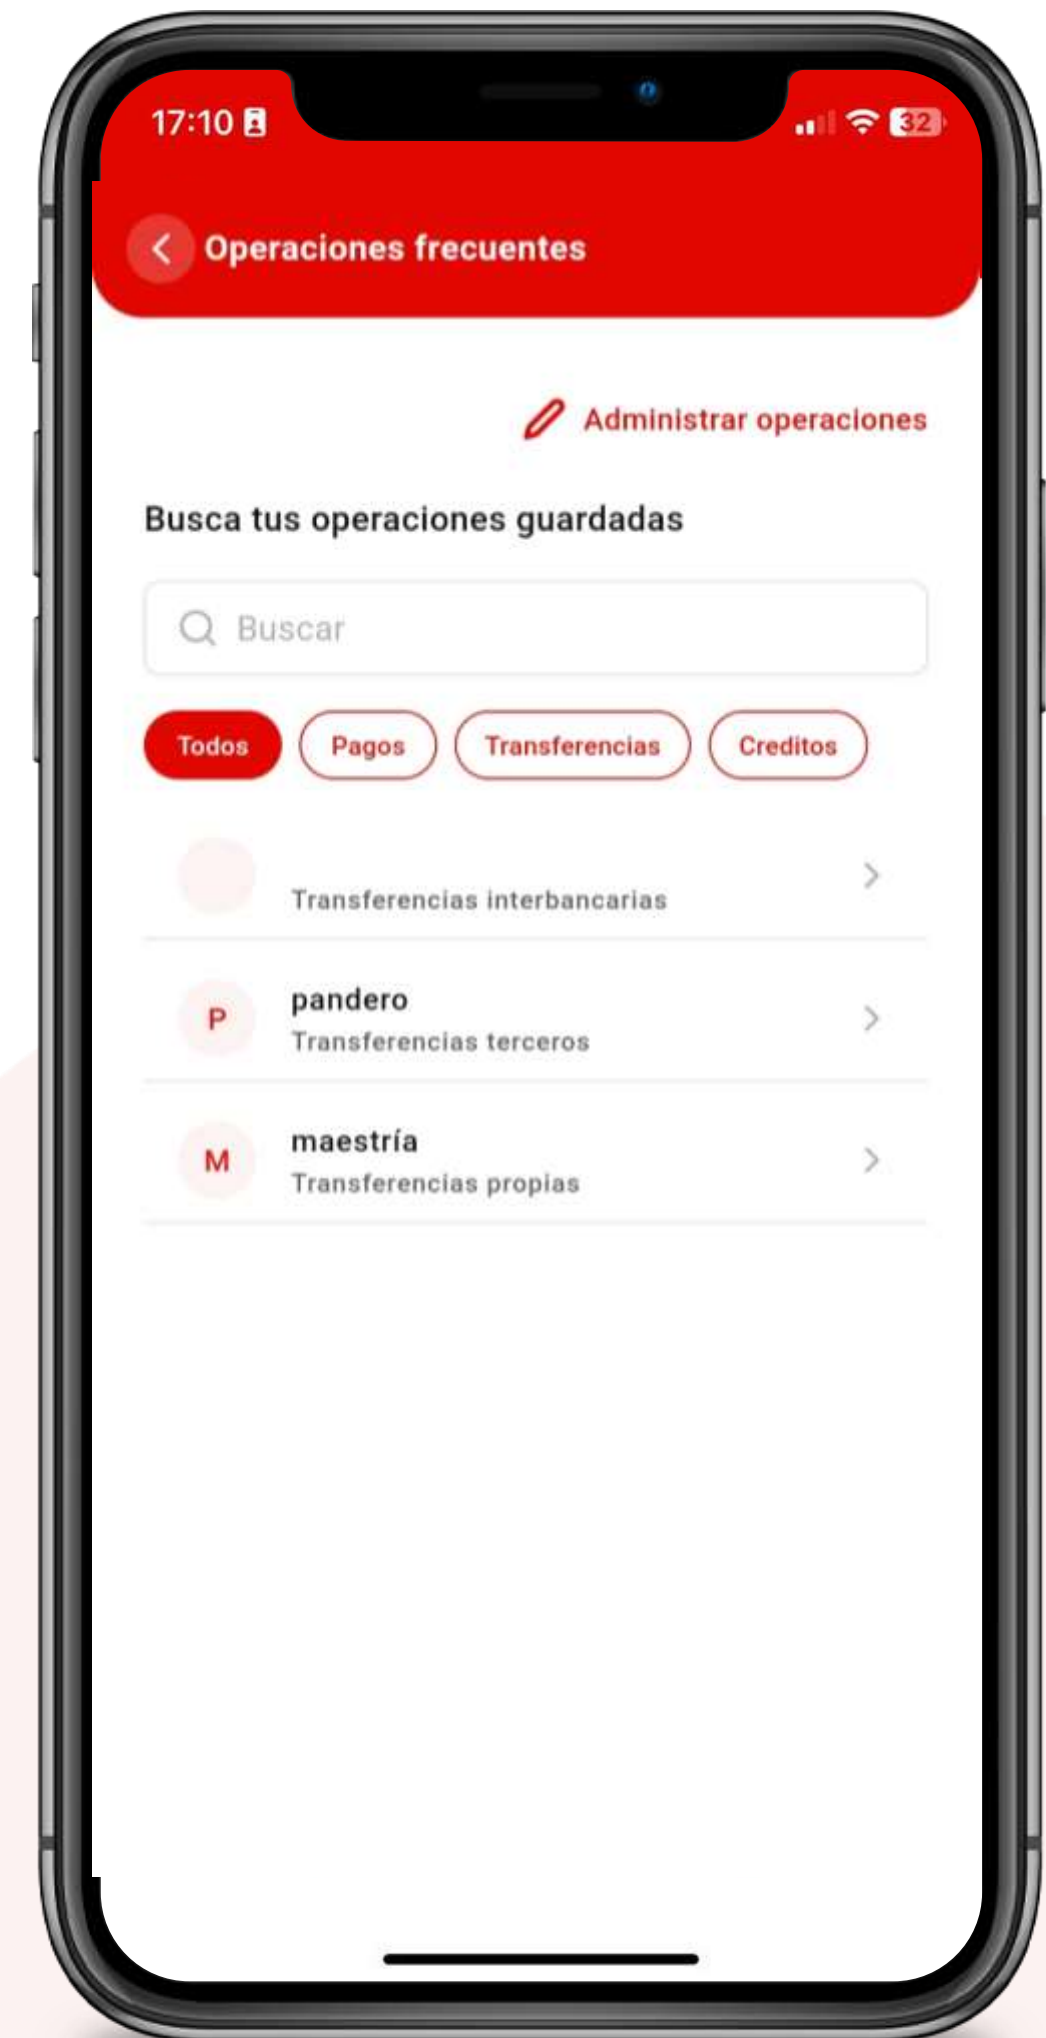 17:10
32
Operaciones frecuentes
Administrar operaciones
Busca tus operaciones guardadas
Buscar
Todos Pagos Transferencias Creditos
Transferencias interbancarias
P
pandero
Transferencias terceros
M
maestría
Transferencias propias